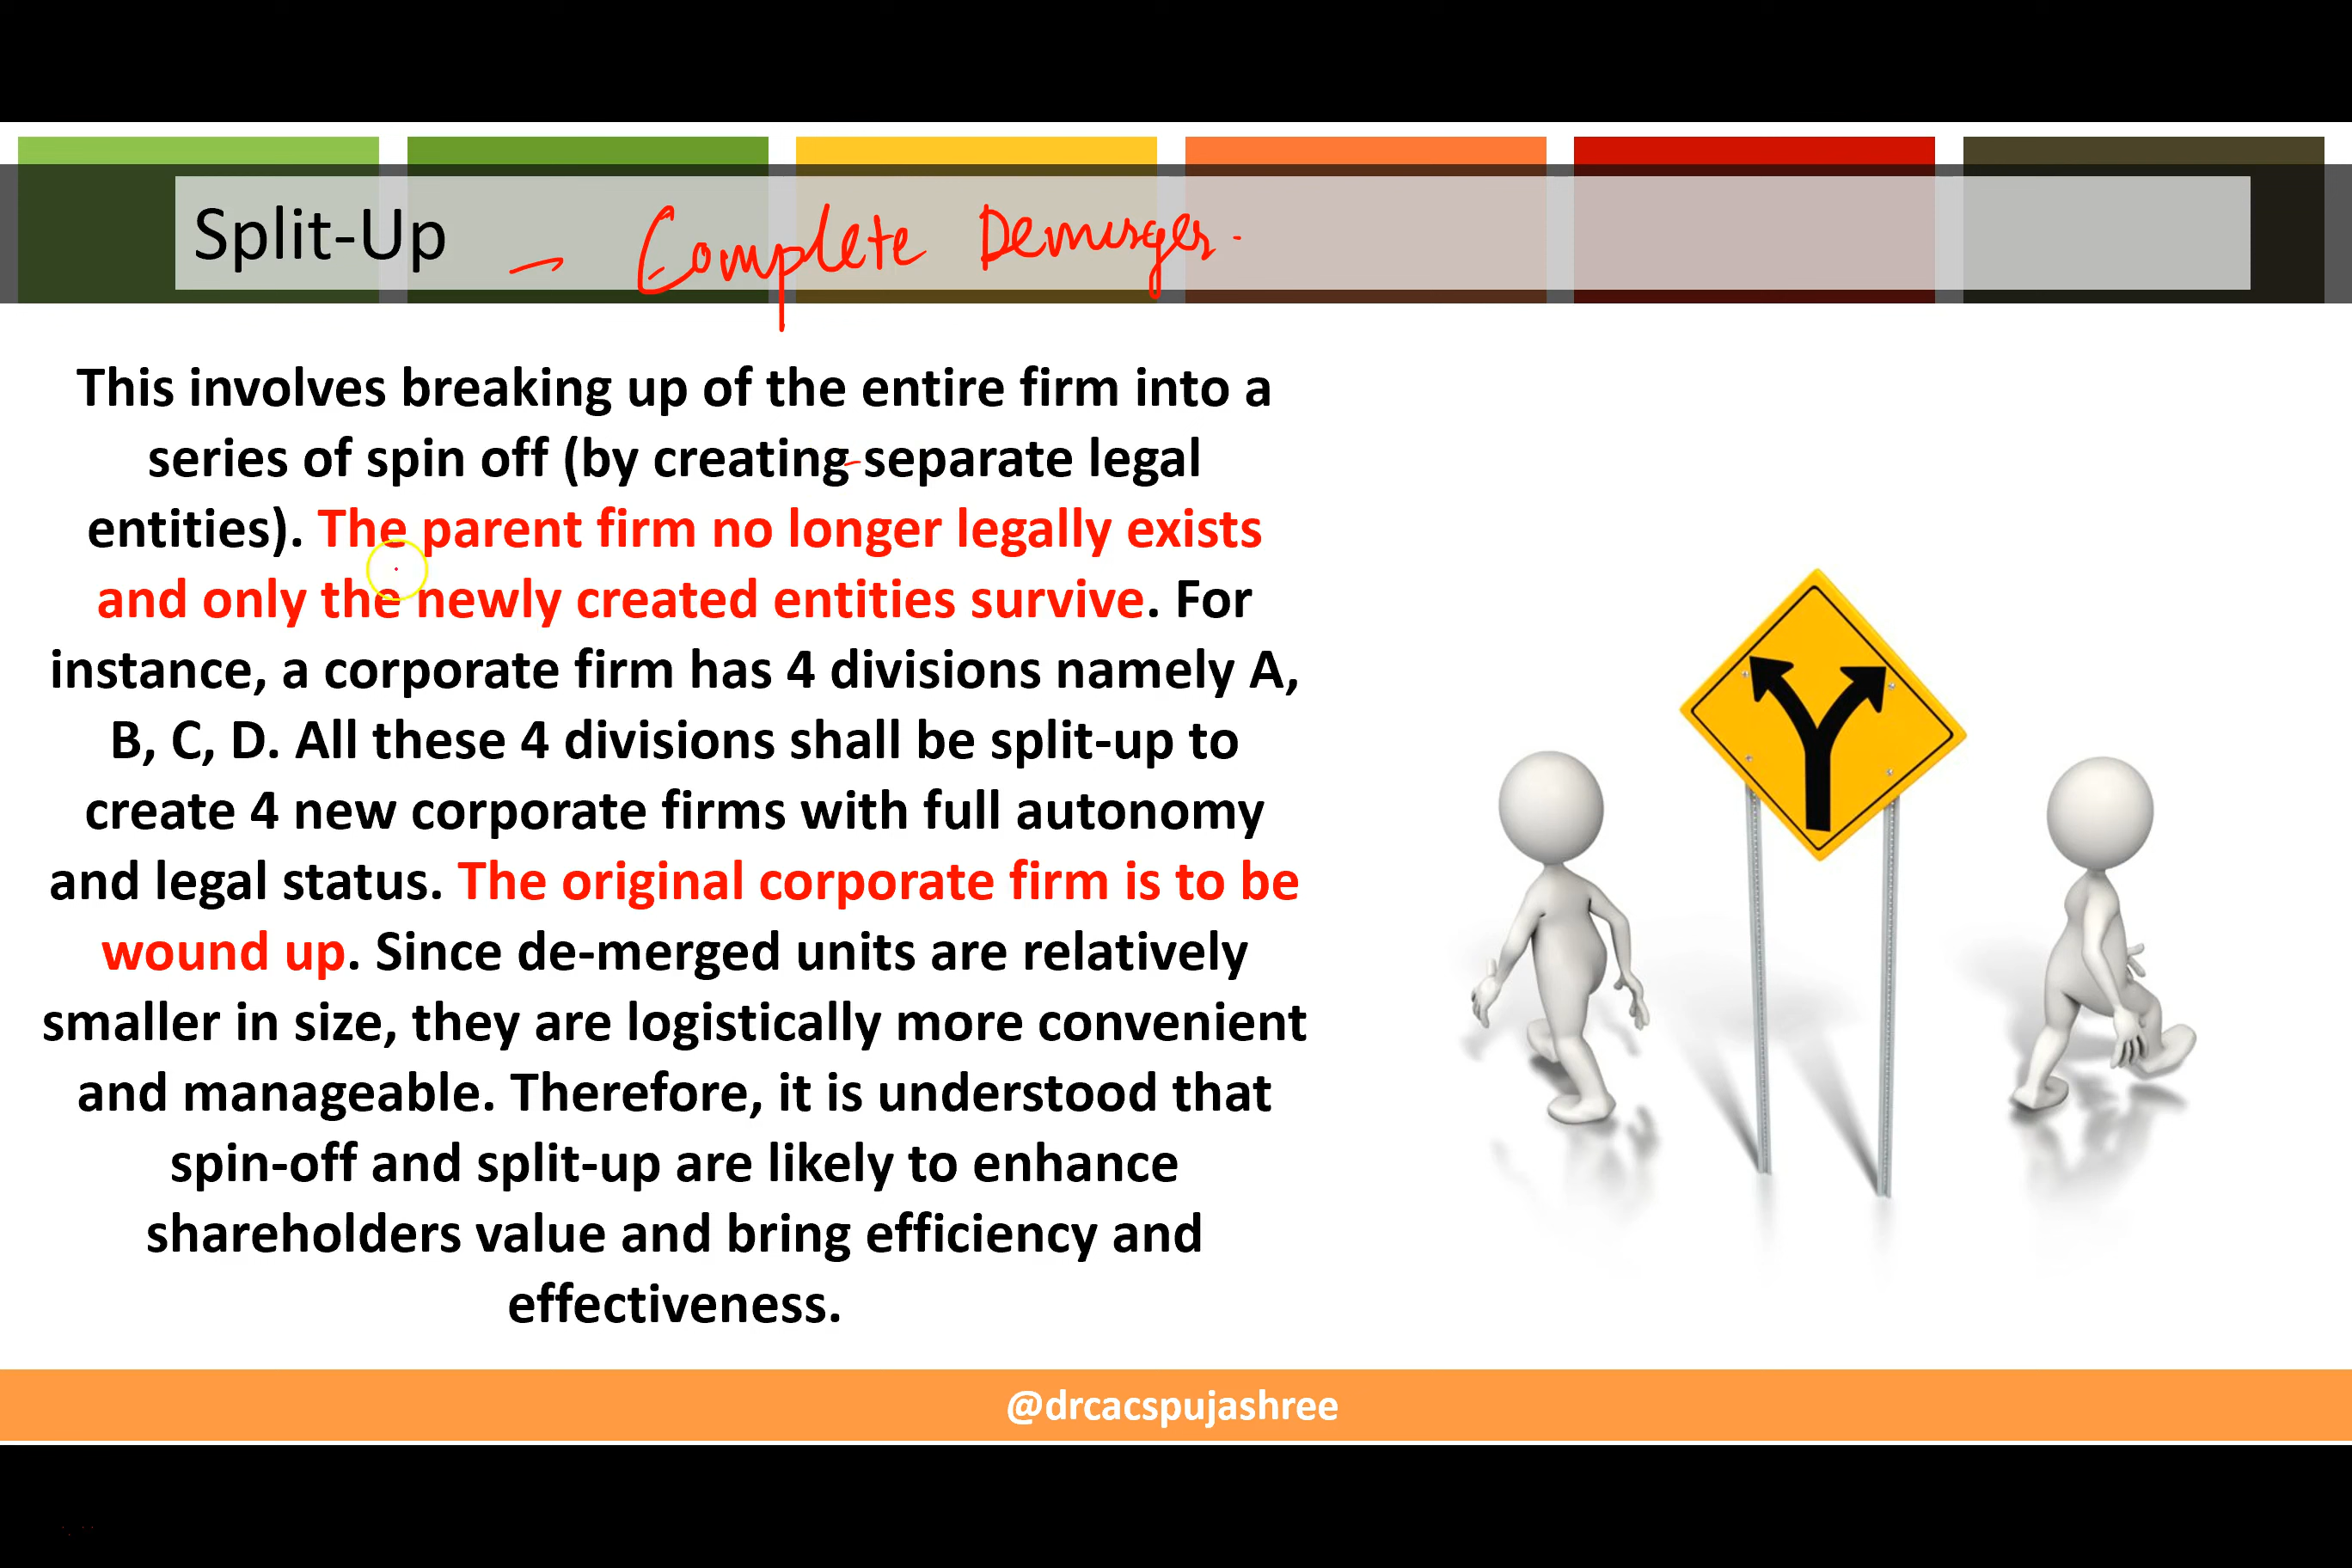 Split-Up - Complete Demerger.
This involves breaking up of the entire firm into a
series of spin off (by creating separate legal
entities). The parent firm no longer legally exists
and only the newly created entities survive. For
instance, a corporate firm has 4 divisions namely A,
B, C, D. All these 4 divisions shall be split-up to
create 4 new corporate firms with full autonomy
and legal status. The original corporate firm is to be
wound up. Since de-merged units are relatively
smaller in size, they are logistically more convenient
and manageable. Therefore, it is understood that
spin-off and split-up are likely to enhance
shareholders value and bring efficiency and
effectiveness.
@drcacspujashree